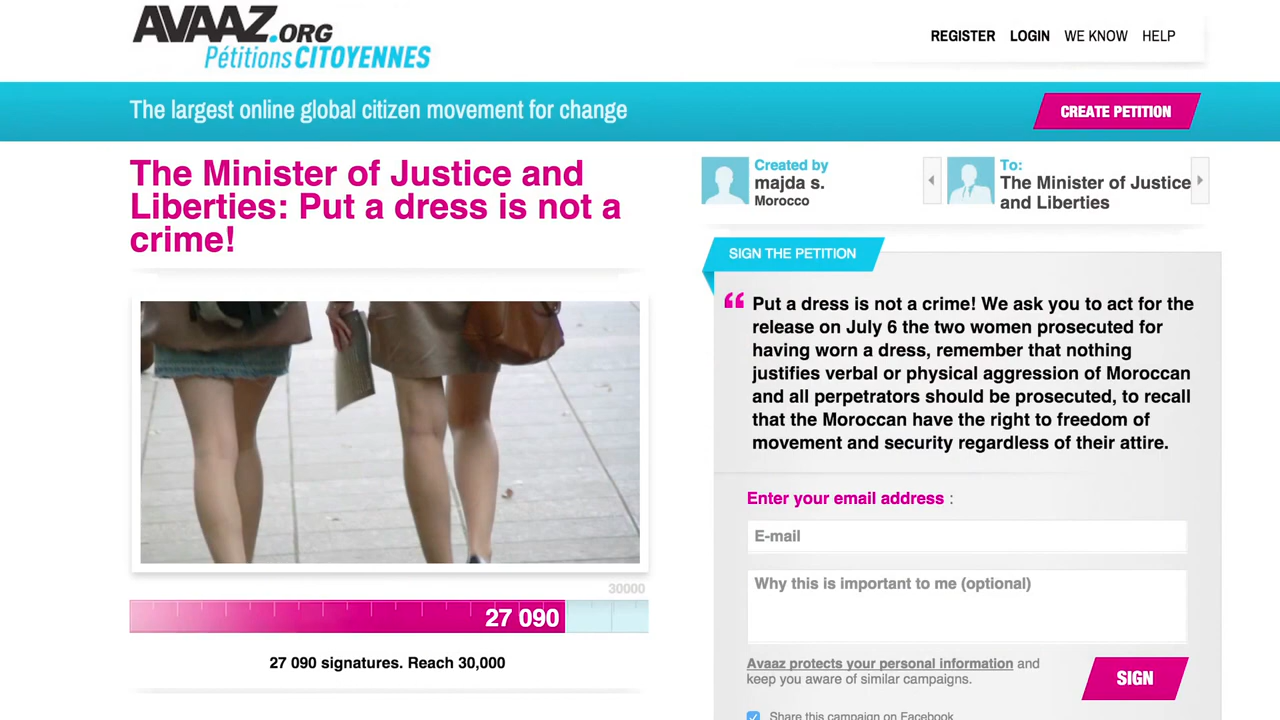 AVAAZ.ORG
Pétitions CITOYENNES
REGISTER LOGIN WE KNOW HELP
The largest online global citizen movement for change
CREATE PETITION
The Minister of Justice and
Liberties: Put a dress is not a
crime!
Created by
majda s.
Morocco
To:
The Minister of Justice
and Liberties
SIGN THE PETITION
Put a dress is not a crime! We ask you to act for the
release on July 6 the two women prosecuted for
having worn a dress, remember that nothing
justifies verbal or physical aggression of Moroccan
and all perpetrators should be prosecuted, to recall
that the Moroccan have the right to freedom of
movement and security regardless of their attire.
Enter your email address :
E-mail
Why this is important to me (optional)
30000
27 090
27 090 signatures. Reach 30,000
Avaaz protects your personal information and
keep you aware of similar campaigns.
SIGN
Share this campaign on Facebook